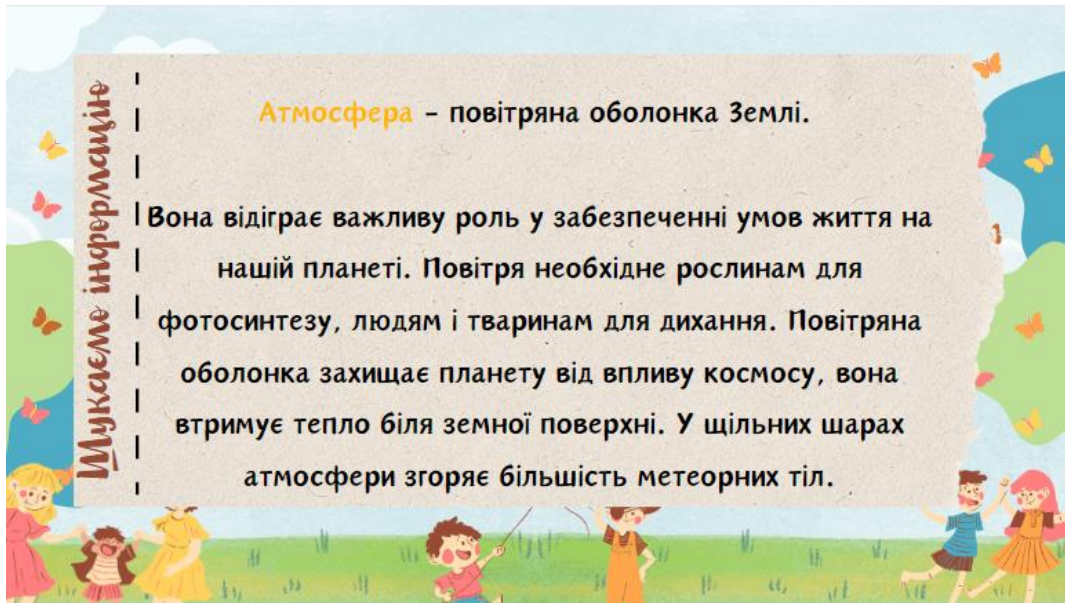 Шукаємо інформацію
Атмосфера – повітряна оболонка Землі.
Вона відіграє важливу роль у забезпеченні умов життя на
нашій планеті. Повітря необхідне рослинам для
фотосинтезу, людям і тваринам для дихання. Повітряна
оболонка захищає планету від впливу космосу, вона
втримує тепло біля земної поверхні. У щільних шарах
атмосфери згоряє більшість метеорних тіл.